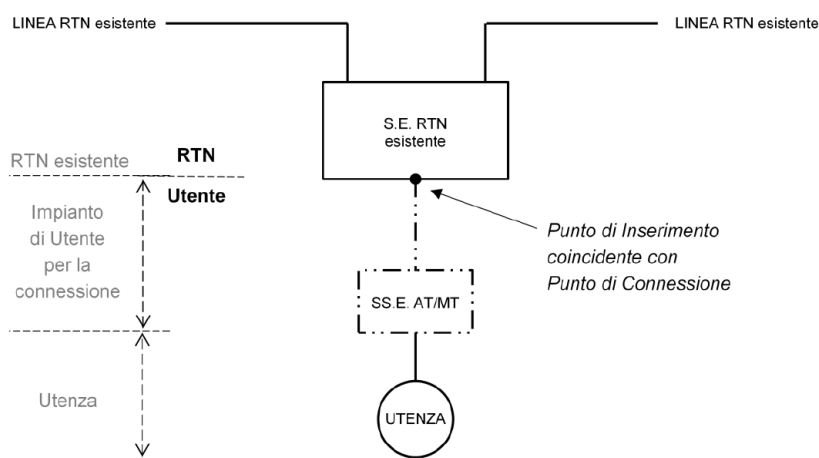 LINEA RTN esistente
LINEA RTN esistente
S.E. RTN
esistente
RTN esistente
RTN
Utente
Impianto
di Utente
per la
connessione
Punto di Inserimento
coincidente con
Punto di Connessione
SS.E. AT/MT
Utenza
UTENZA